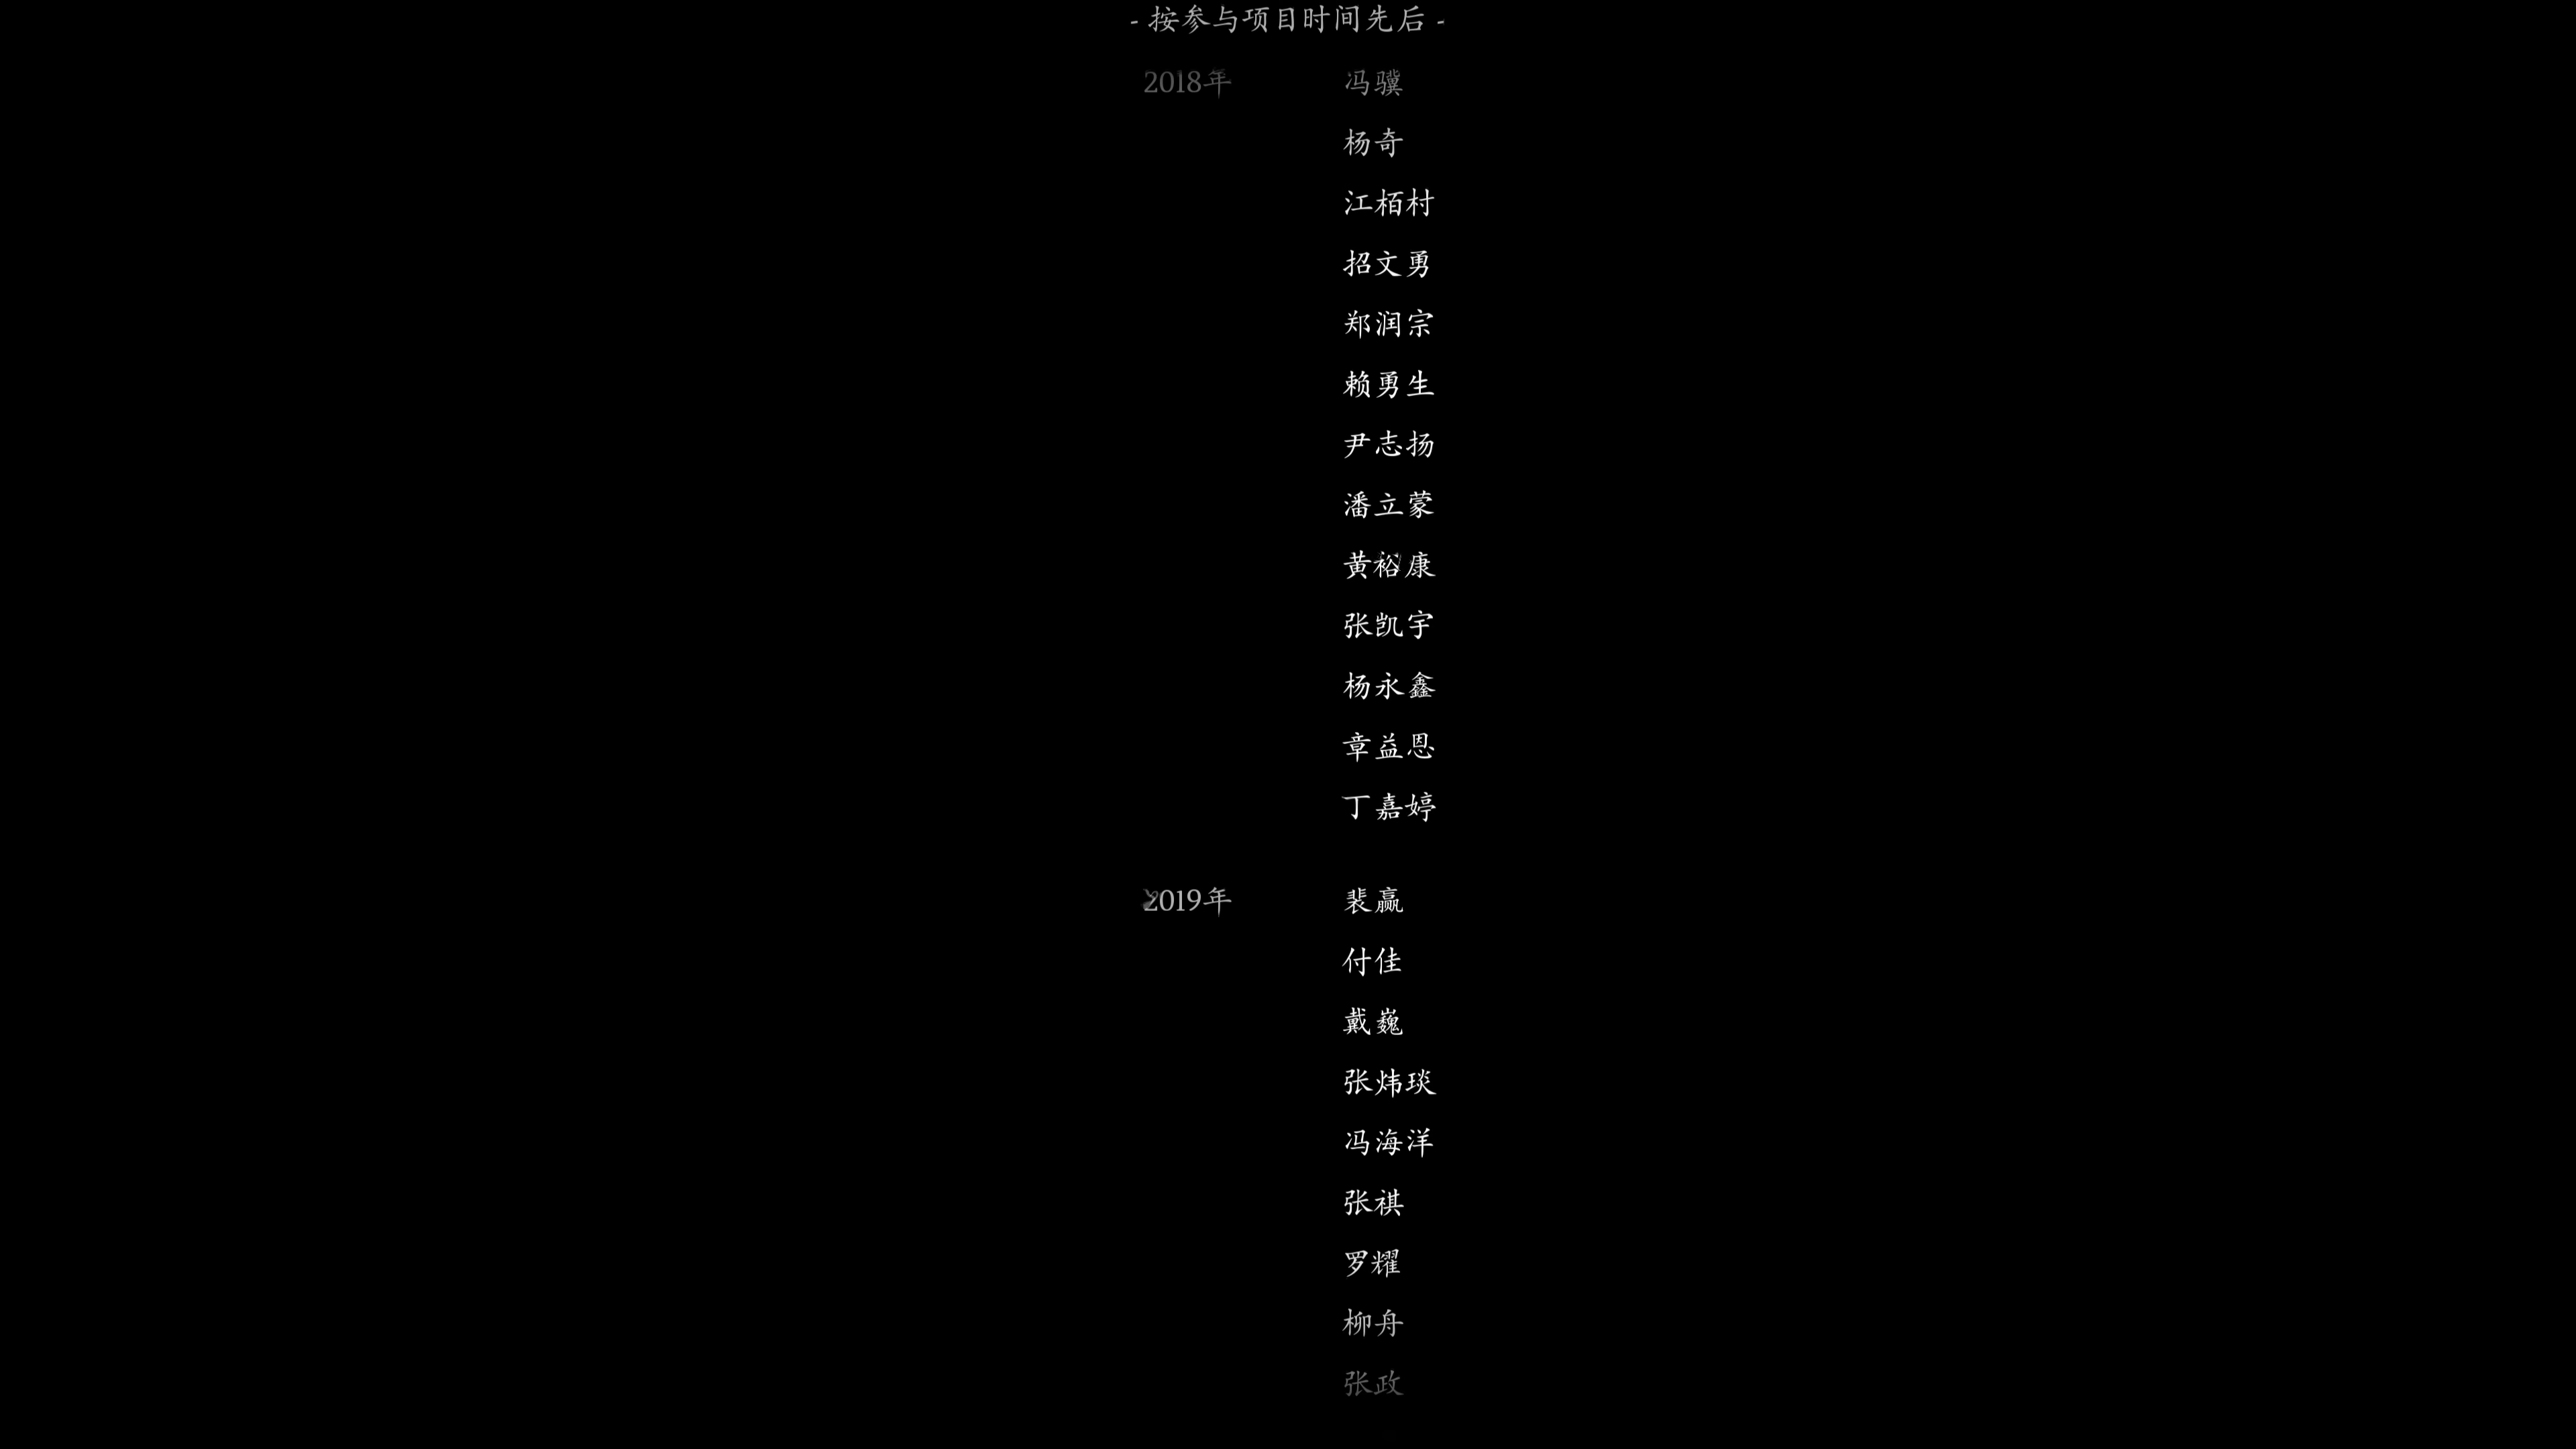 - 按参与项目时间先后 -
2018年 冯骥
杨奇
江栢村
招文勇
郑润宗
赖勇生
尹志扬
潘立蒙
黄裕康
张凯宇
杨永鑫
章益恩
丁嘉婷
2019年 裴赢
付佳
戴巍
张炜琰
冯海洋
张祺
罗耀
柳舟
张政